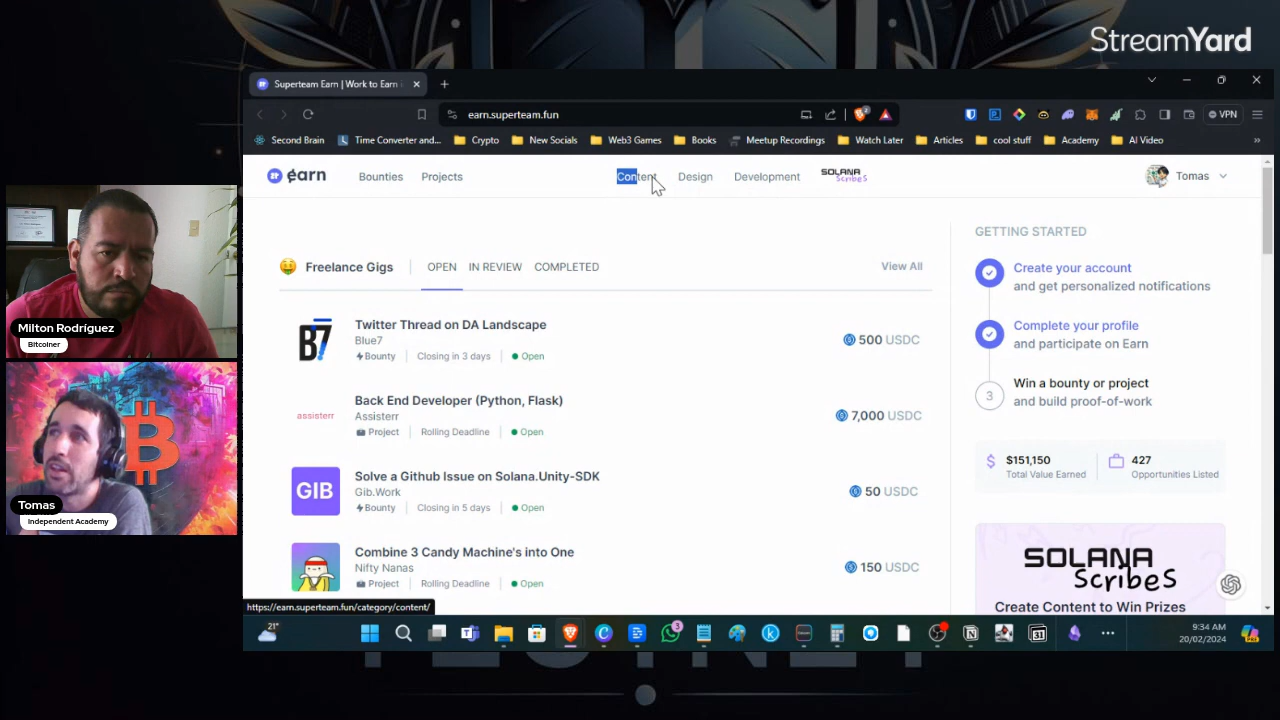 StreamYard
Superteam Earn | Work to Earn
earn.superteam.fun
VPN
Second Brain
Time Converter and...
Crypto
New Socials
Web3 Games
Books
Meetup Recordings
Watch Later
Articles
cool stuff
Academy
AI Video
earn
Bounties
Projects
Content
Design
Development
SOLANA
Scribes
Tomas
Freelance Gigs
OPEN
IN REVIEW
COMPLETED
View All
Twitter Thread on DA Landscape
Blue7
Bounty
Closing in 3 days
Open
500 USDC
B7
Back End Developer (Python, Flask)
Assisterr
Project
Rolling Deadline
Open
7,000 USDC
assisterr
Solve a Github Issue on Solana.Unity-SDK
Gib.Work
Bounty
Closing in 5 days
Open
50 USDC
GIB
Combine 3 Candy Machine's into One
Nifty Nanas
Project
Rolling Deadline
Open
150 USDC
GETTING STARTED
Create your account
and get personalized notifications
Complete your profile
and participate on Earn
3
Win a bounty or project
and build proof-of-work
$151,150
Total Value Earned
427
Opportunities Listed
SOLANA
Scribes
Create Content to Win Prizes
https://earn.superteam.fun/category/content/
21°
3
31
9:34 AM
20/02/2024
Milton Rodríguez
Bitcoiner
Tomas
Independent Academy